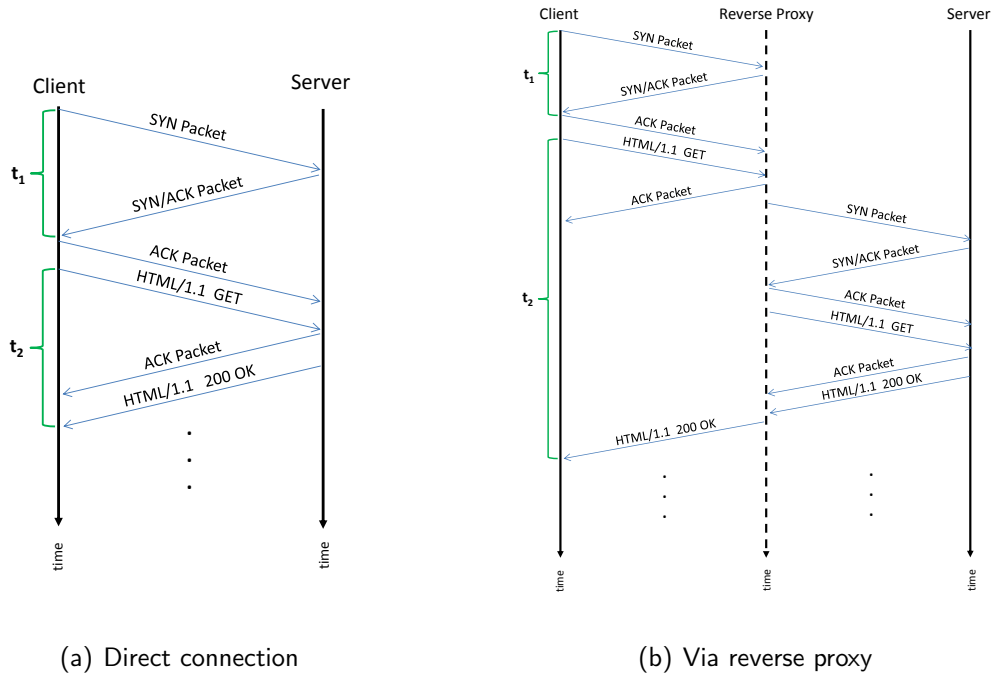 Client
Server
t1
SYN Packet
SYN/ACK Packet
ACK Packet
HTML/1.1 GET
t2
ACK Packet
HTML/1.1 200 OK
time
time
(a) Direct connection
Client
Reverse Proxy
Server
t1
SYN Packet
SYN/ACK Packet
ACK Packet
HTML/1.1 GET
ACK Packet
SYN Packet
SYN/ACK Packet
t2
ACK Packet
HTML/1.1 GET
ACK Packet
HTML/1.1 200 OK
HTML/1.1 200 OK
time
time
time
(b) Via reverse proxy